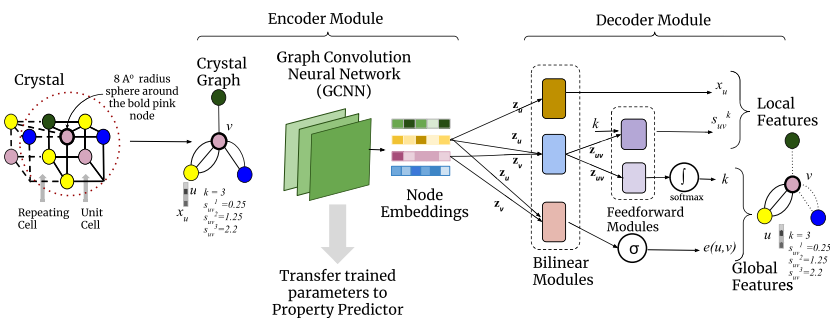 Encoder Module
Decoder Module
Crystal
8 A° radius
sphere around
the bold pink
node
Crystal
Graph
v
u
x_u
k = 3
s_uv^1 =0.25
s_uv^2 =1.25
s_uv^3 =2.2
Repeating
Cell
Unit
Cell
Graph Convolution
Neural Network
(GCNN)
Transfer trained
parameters to
Property Predictor
Node
Embeddings
z_u
z_u
z_v
z_u
z_v
Bilinear
Modules
k
z_uv
z_uv
Feedforward
Modules
∫
softmax
σ
x_u
s_uv^k
k
e(u,v)
Local
Features
Global
Features
v
u
k = 3
s_uv^1 =0.25
s_uv^2 =1.25
s_uv^3 =2.2